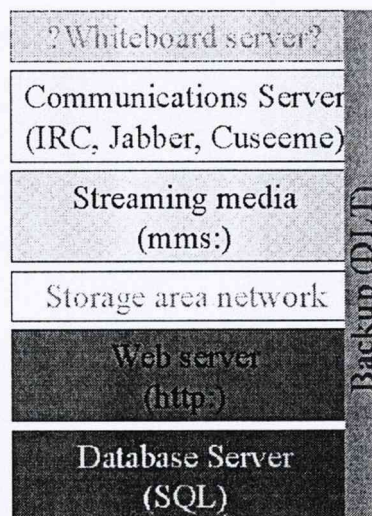 ?Whiteboard server?
Communications Server
(IRC, Jabber, Cuseeme)
Streaming media
(mms:)
Storage area network
Web server
(http:)
Database Server
(SQL)
Backup (DLT)